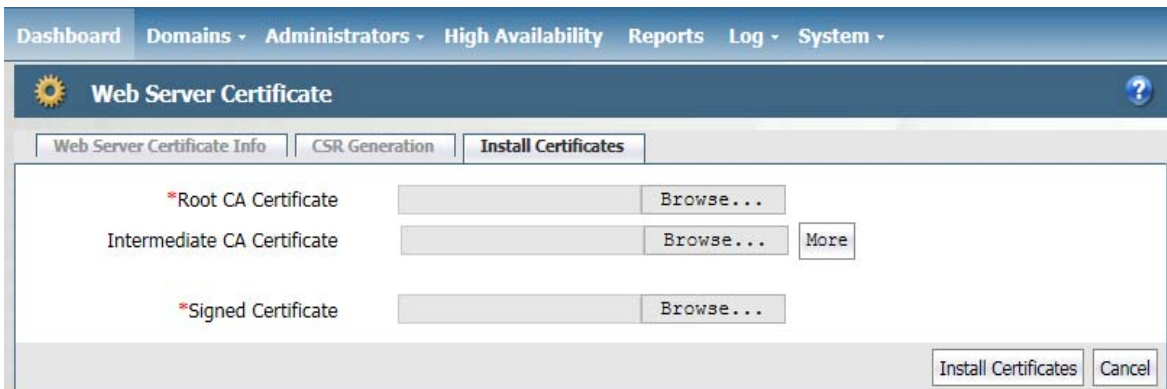 Dashboard Domains Administrators High Availability Reports Log System
Web Server Certificate ?
Web Server Certificate Info CSR Generation Install Certificates
*Root CA Certificate Browse...
Intermediate CA Certificate Browse... More
*Signed Certificate Browse...
Install Certificates Cancel